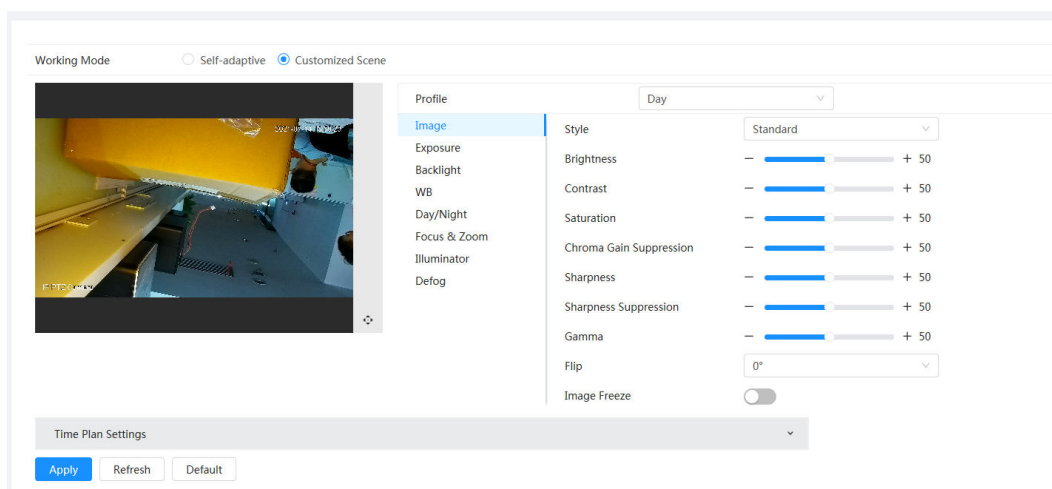 Working Mode Self-adaptive Customized Scene
Profile Day
Image
Exposure
Backlight
WB
Day/Night
Focus & Zoom
Illuminator
Defog
Style Standard
Brightness 50
Contrast 50
Saturation 50
Chroma Gain Suppression 50
Sharpness 50
Sharpness Suppression 50
Gamma 50
Flip 0°
Image Freeze
Time Plan Settings
Apply Refresh Default